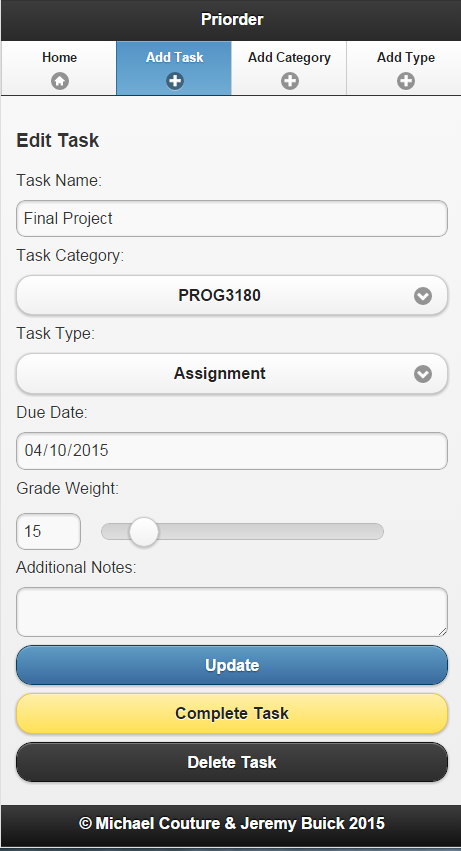 Priorder
Home Add Task Add Category Add Type
Edit Task
Task Name:
Final Project
Task Category:
PROG3180
Task Type:
Assignment
Due Date:
04/10/2015
Grade Weight:
15
Additional Notes:
Update
Complete Task
Delete Task
© Michael Couture & Jeremy Buick 2015